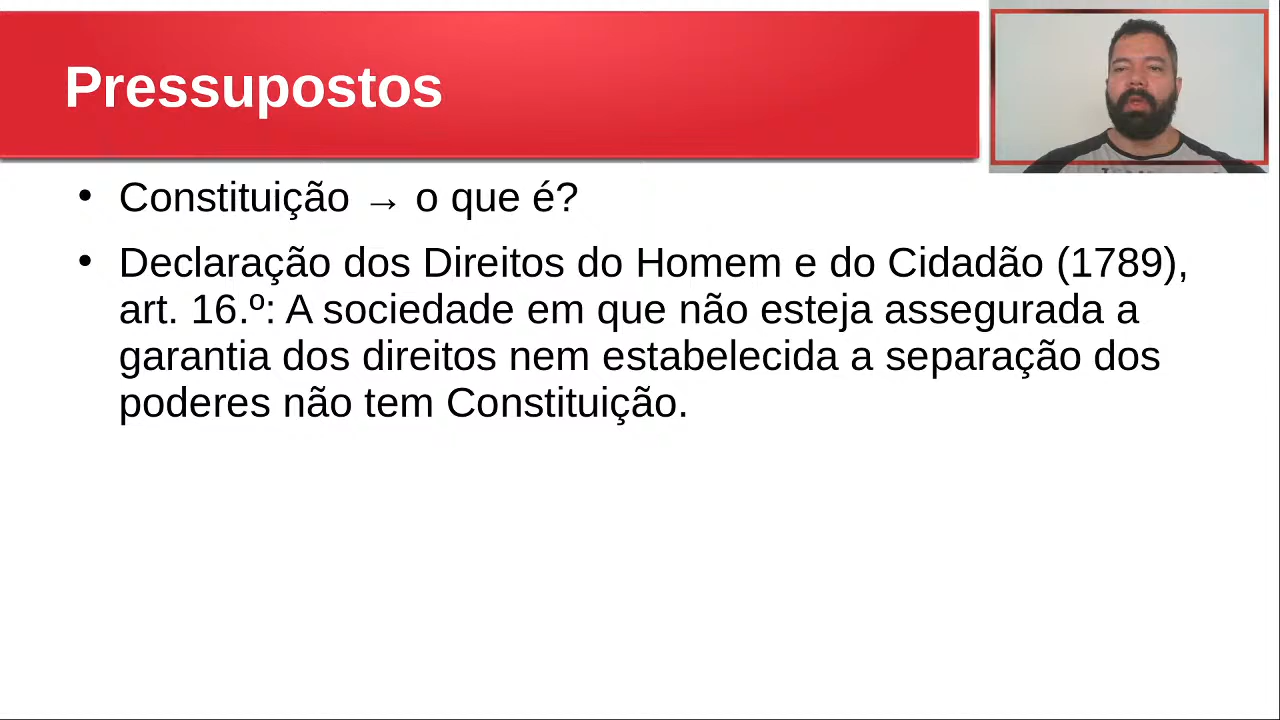 Pressupostos
• Constituição → o que é?
• Declaração dos Direitos do Homem e do Cidadão (1789),
art. 16.º: A sociedade em que não esteja assegurada a
garantia dos direitos nem estabelecida a separação dos
poderes não tem Constituição.